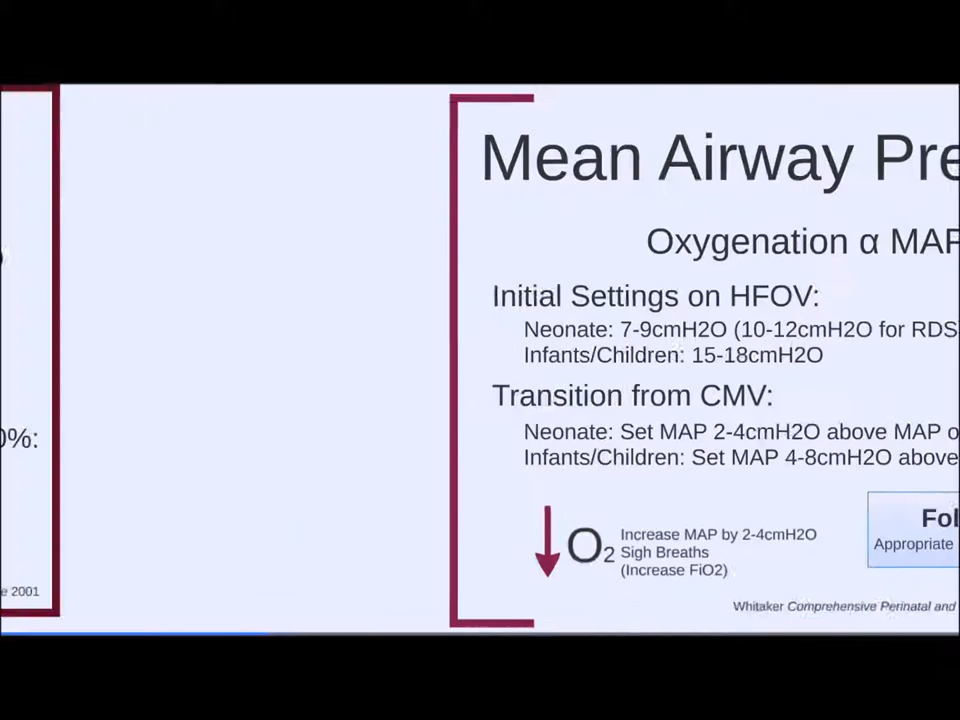 0%:
e 2001
Mean Airway Pre
Oxygenation α MAP
Initial Settings on HFOV:
Neonate: 7-9cmH2O (10-12cmH2O for RDS
Infants/Children: 15-18cmH2O
Transition from CMV:
Neonate: Set MAP 2-4cmH2O above MAP o
Infants/Children: Set MAP 4-8cmH2O above
O2
Increase MAP by 2-4cmH2O
Sigh Breaths
(Increase FiO2)
Fol
Appropriate
Whitaker Comprehensive Perinatal and